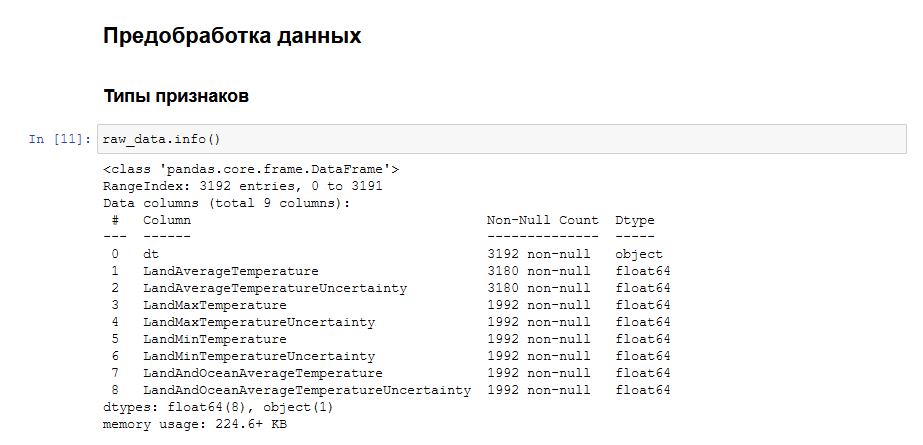 Предобработка данных
Типы признаков
In [11]: raw_data.info()
<class 'pandas.core.frame.DataFrame'>
RangeIndex: 3192 entries, 0 to 3191
Data columns (total 9 columns):
 #   Column                                     Non-Null Count  Dtype
---  ------                                     --------------  -----
 0   dt                                         3192 non-null   object
 1   LandAverageTemperature                     3180 non-null   float64
 2   LandAverageTemperatureUncertainty          3180 non-null   float64
 3   LandMaxTemperature                         1992 non-null   float64
 4   LandMaxTemperatureUncertainty              1992 non-null   float64
 5   LandMinTemperature                         1992 non-null   float64
 6   LandMinTemperatureUncertainty              1992 non-null   float64
 7   LandAndOceanAverageTemperature             1992 non-null   float64
 8   LandAndOceanAverageTemperatureUncertainty  1992 non-null   float64
dtypes: float64(8), object(1)
memory usage: 224.6+ KB